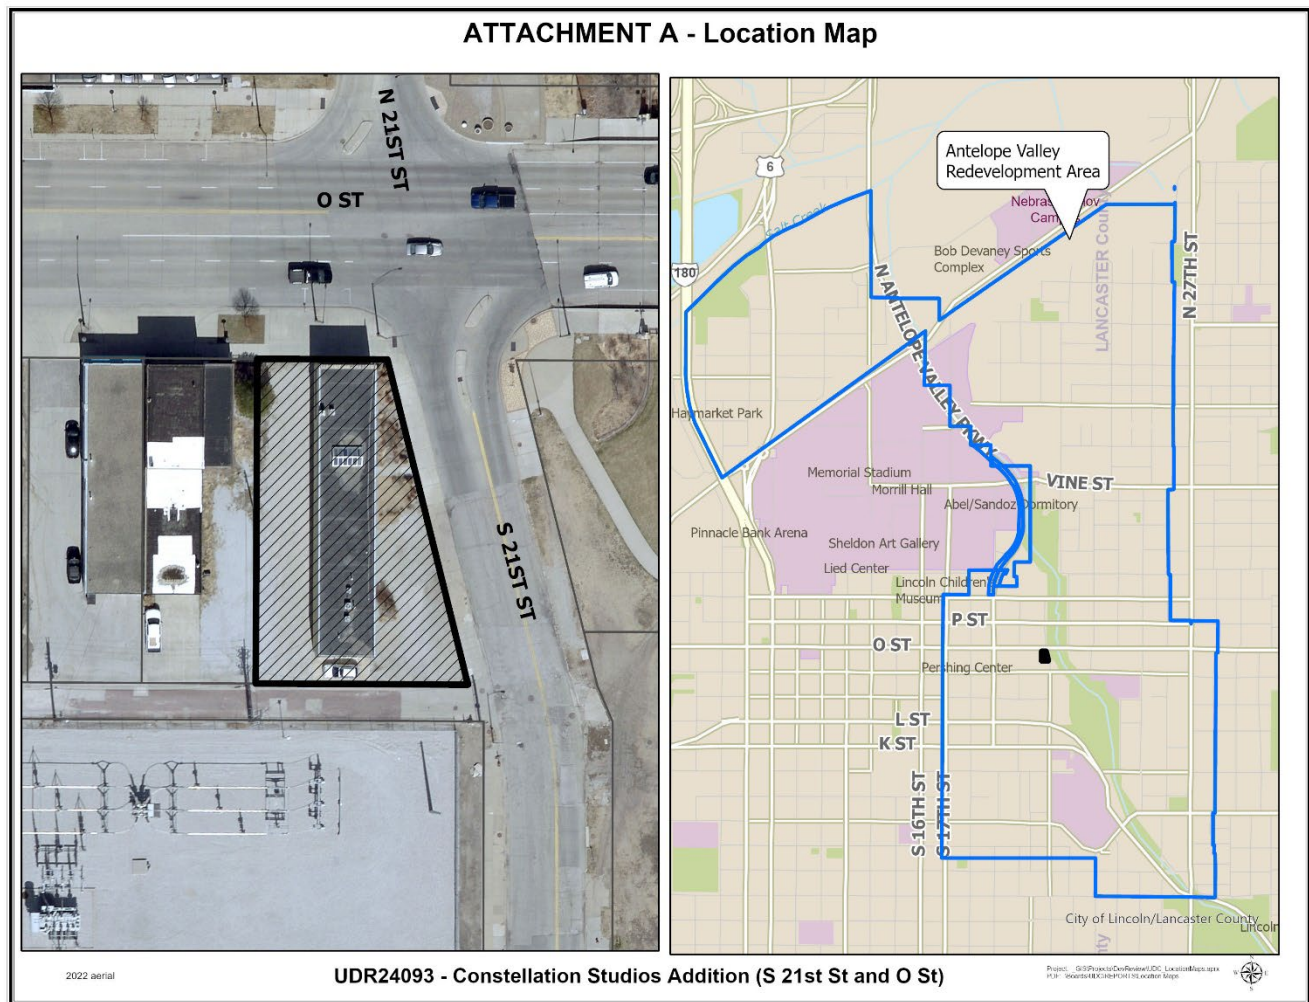 ATTACHMENT A - Location Map
N 21ST ST
O ST
S 21ST ST
Antelope Valley
Redevelopment Area
6
Salt Creek
Campus
Bob Devaney Sports
Complex
LANCASTER County
N 27TH ST
180
N ANTELOPE VALLEY PKWY
Haymarket Park
Memorial Stadium
Morrill Hall
VINE ST
Abel/Sandoz Dormitory
Pinnacle Bank Arena
Sheldon Art Gallery
Lied Center
Lincoln Children's
Museum
P ST
O ST
Pershing Center
L ST
K ST
S 16TH ST
S 17TH ST
City of Lincoln/Lancaster County
Lincoln
2022 aerial
UDR24093 - Constellation Studios Addition (S 21st St and O St)